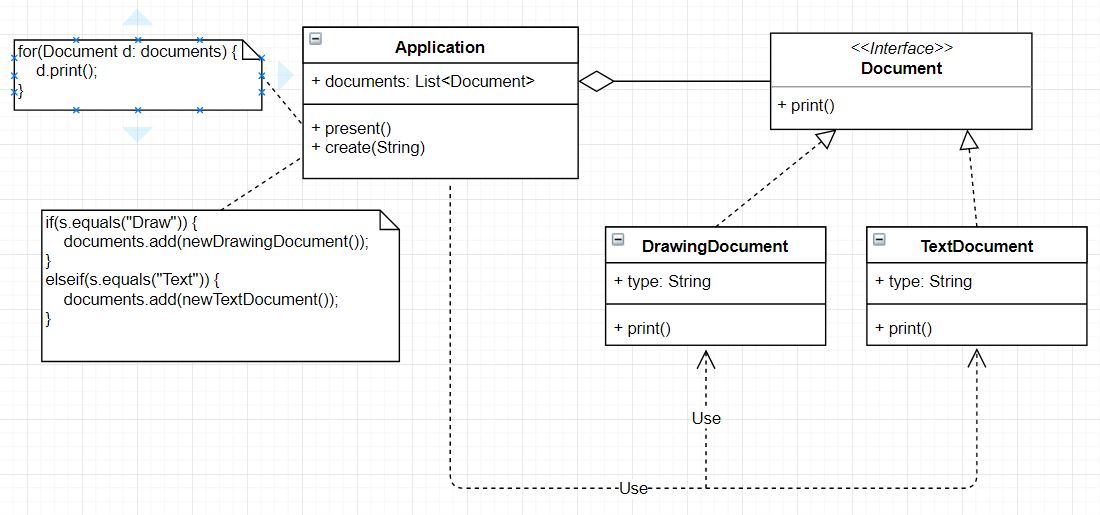 for(Document d: documents) {
d.print();
}
Application
+ documents: List<Document>
+ present()
+ create(String)
<<Interface>>
Document
+ print()
if(s.equals("Draw")) {
documents.add(newDrawingDocument());
}
elseif(s.equals("Text")) {
documents.add(newTextDocument());
}
DrawingDocument
+ type: String
+ print()
TextDocument
+ type: String
+ print()
Use
Use